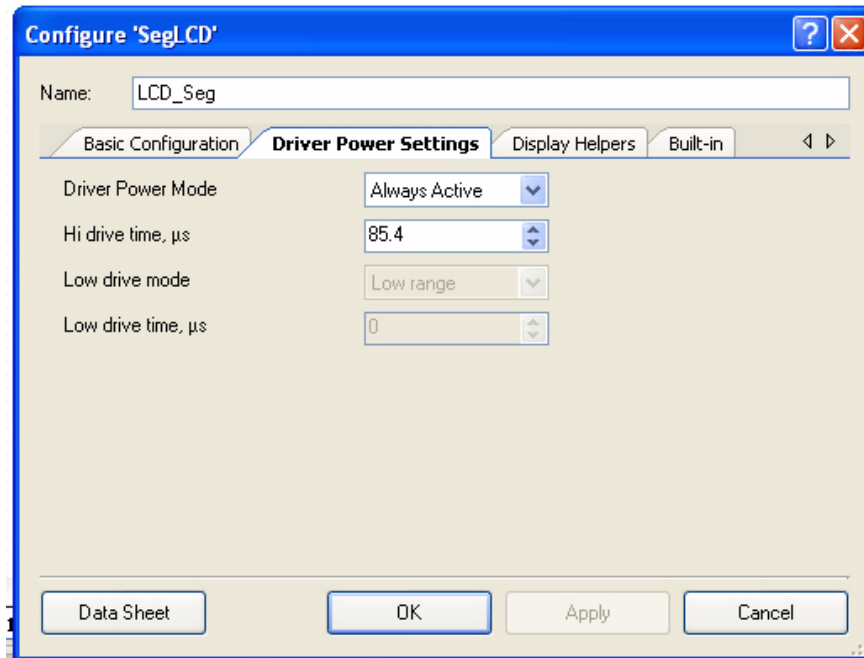 Configure 'SegLCD'
Name: LCD_Seg
Basic Configuration Driver Power Settings Display Helpers Built-in
Driver Power Mode Always Active
Hi drive time, µs 85.4
Low drive mode Low range
Low drive time, µs 0
Data Sheet OK Apply Cancel